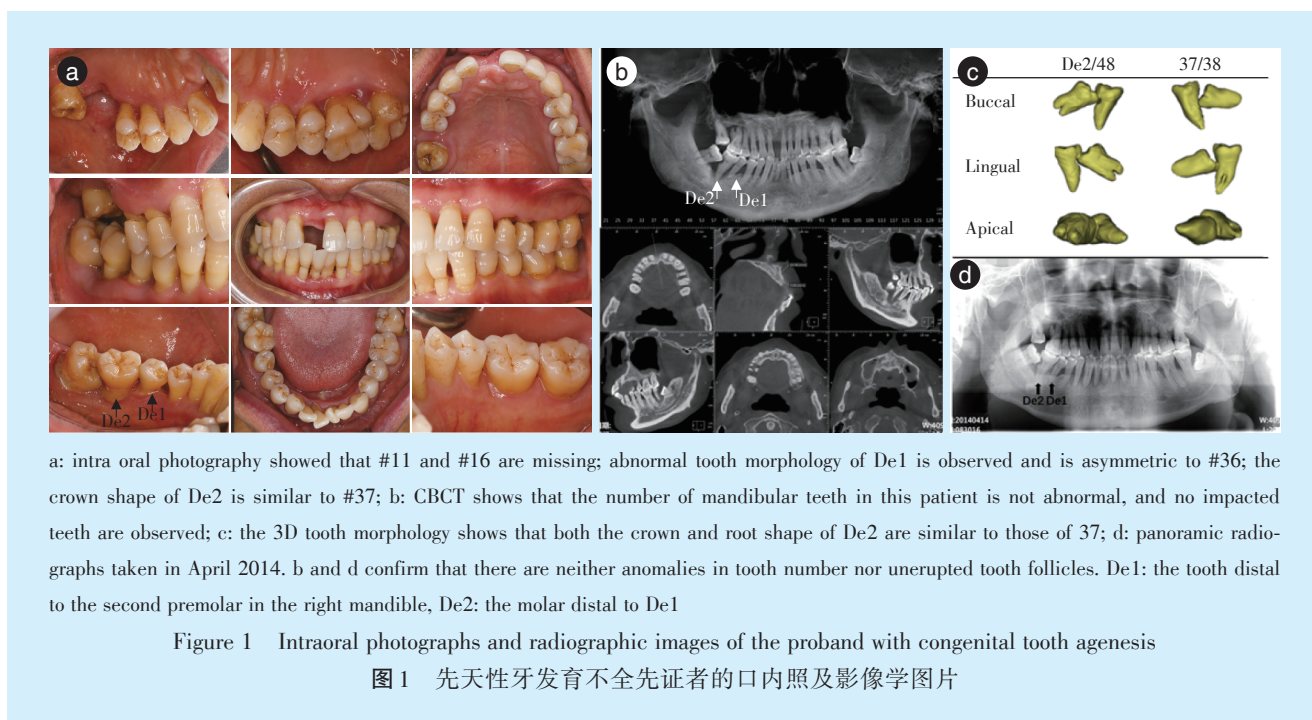 a
De2
De1
b
De2
De1
c
De2/48
37/38
Buccal
Lingual
Apical
d
De2
De1
a: intra oral photography showed that #11 and #16 are missing; abnormal tooth morphology of De1 is observed and is asymmetric to #36; the
crown shape of De2 is similar to #37; b: CBCT shows that the number of mandibular teeth in this patient is not abnormal, and no impacted
teeth are observed; c: the 3D tooth morphology shows that both the crown and root shape of De2 are similar to those of 37; d: panoramic radio-
graphs taken in April 2014. b and d confirm that there are neither anomalies in tooth number nor unerupted tooth follicles. De1: the tooth distal
to the second premolar in the right mandible, De2: the molar distal to De1
Figure 1 Intraoral photographs and radiographic images of the proband with congenital tooth agenesis
图1 先天性牙发育不全先证者的口内照及影像学图片